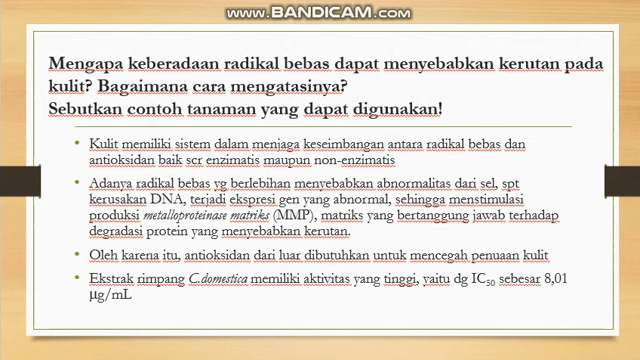 www.BANDICAM.com
Mengapa keberadaan radikal bebas dapat menyebabkan kerutan pada
kulit? Bagaimana cara mengatasinya?
Sebutkan contoh tanaman yang dapat digunakan!
• Kulit memiliki sistem dalam menjaga keseimbangan antara radikal bebas dan
antioksidan baik scr enzimatis maupun non-enzimatis
• Adanya radikal bebas yg berlebihan menyebabkan abnormalitas dari sel, spt
kerusakan DNA, terjadi ekspresi gen yang abnormal, sehingga menstimulasi
produksi metalloproteinase matriks (MMP), matriks yang bertanggung jawab terhadap
degradasi protein yang menyebabkan kerutan.
• Oleh karena itu, antioksidan dari luar dibutuhkan untuk mencegah penuaan kulit
• Ekstrak rimpang C.domestica memiliki aktivitas yang tinggi, yaitu dg IC₅₀ sebesar 8,01
µg/mL